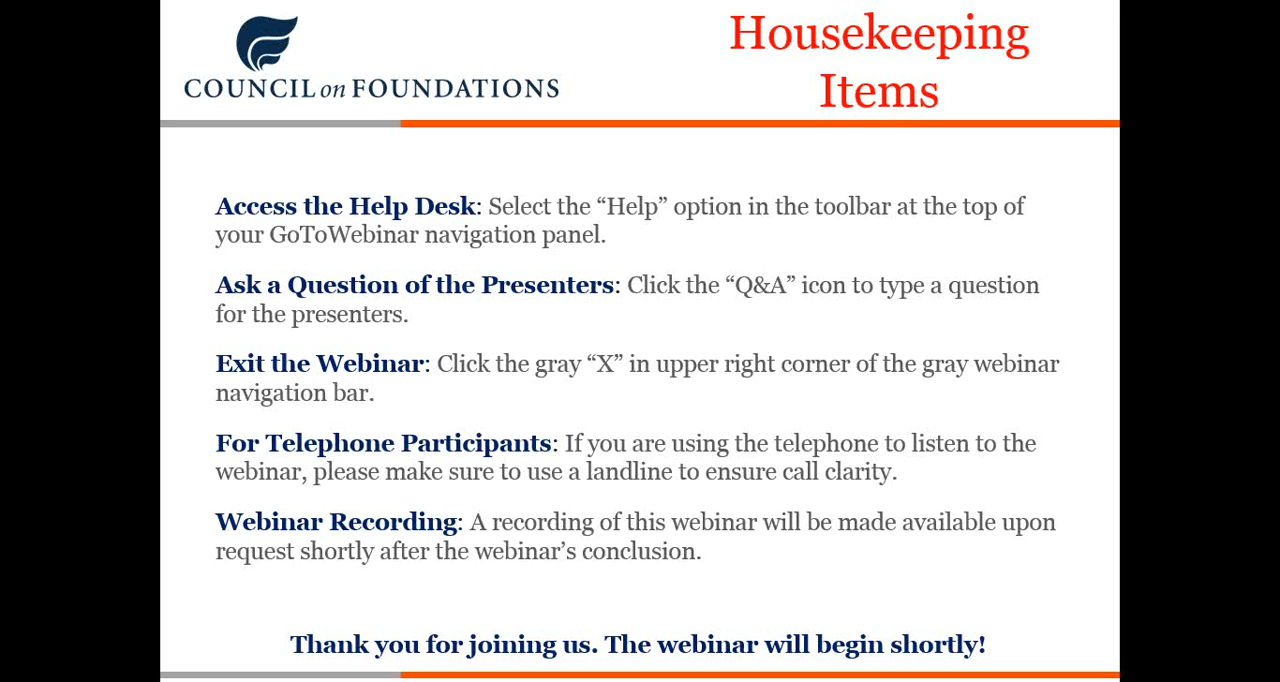 COUNCIL on FOUNDATIONS
Housekeeping
Items
Access the Help Desk: Select the “Help” option in the toolbar at the top of
your GoToWebinar navigation panel.
Ask a Question of the Presenters: Click the “Q&A” icon to type a question
for the presenters.
Exit the Webinar: Click the gray “X” in upper right corner of the gray webinar
navigation bar.
For Telephone Participants: If you are using the telephone to listen to the
webinar, please make sure to use a landline to ensure call clarity.
Webinar Recording: A recording of this webinar will be made available upon
request shortly after the webinar’s conclusion.
Thank you for joining us. The webinar will begin shortly!